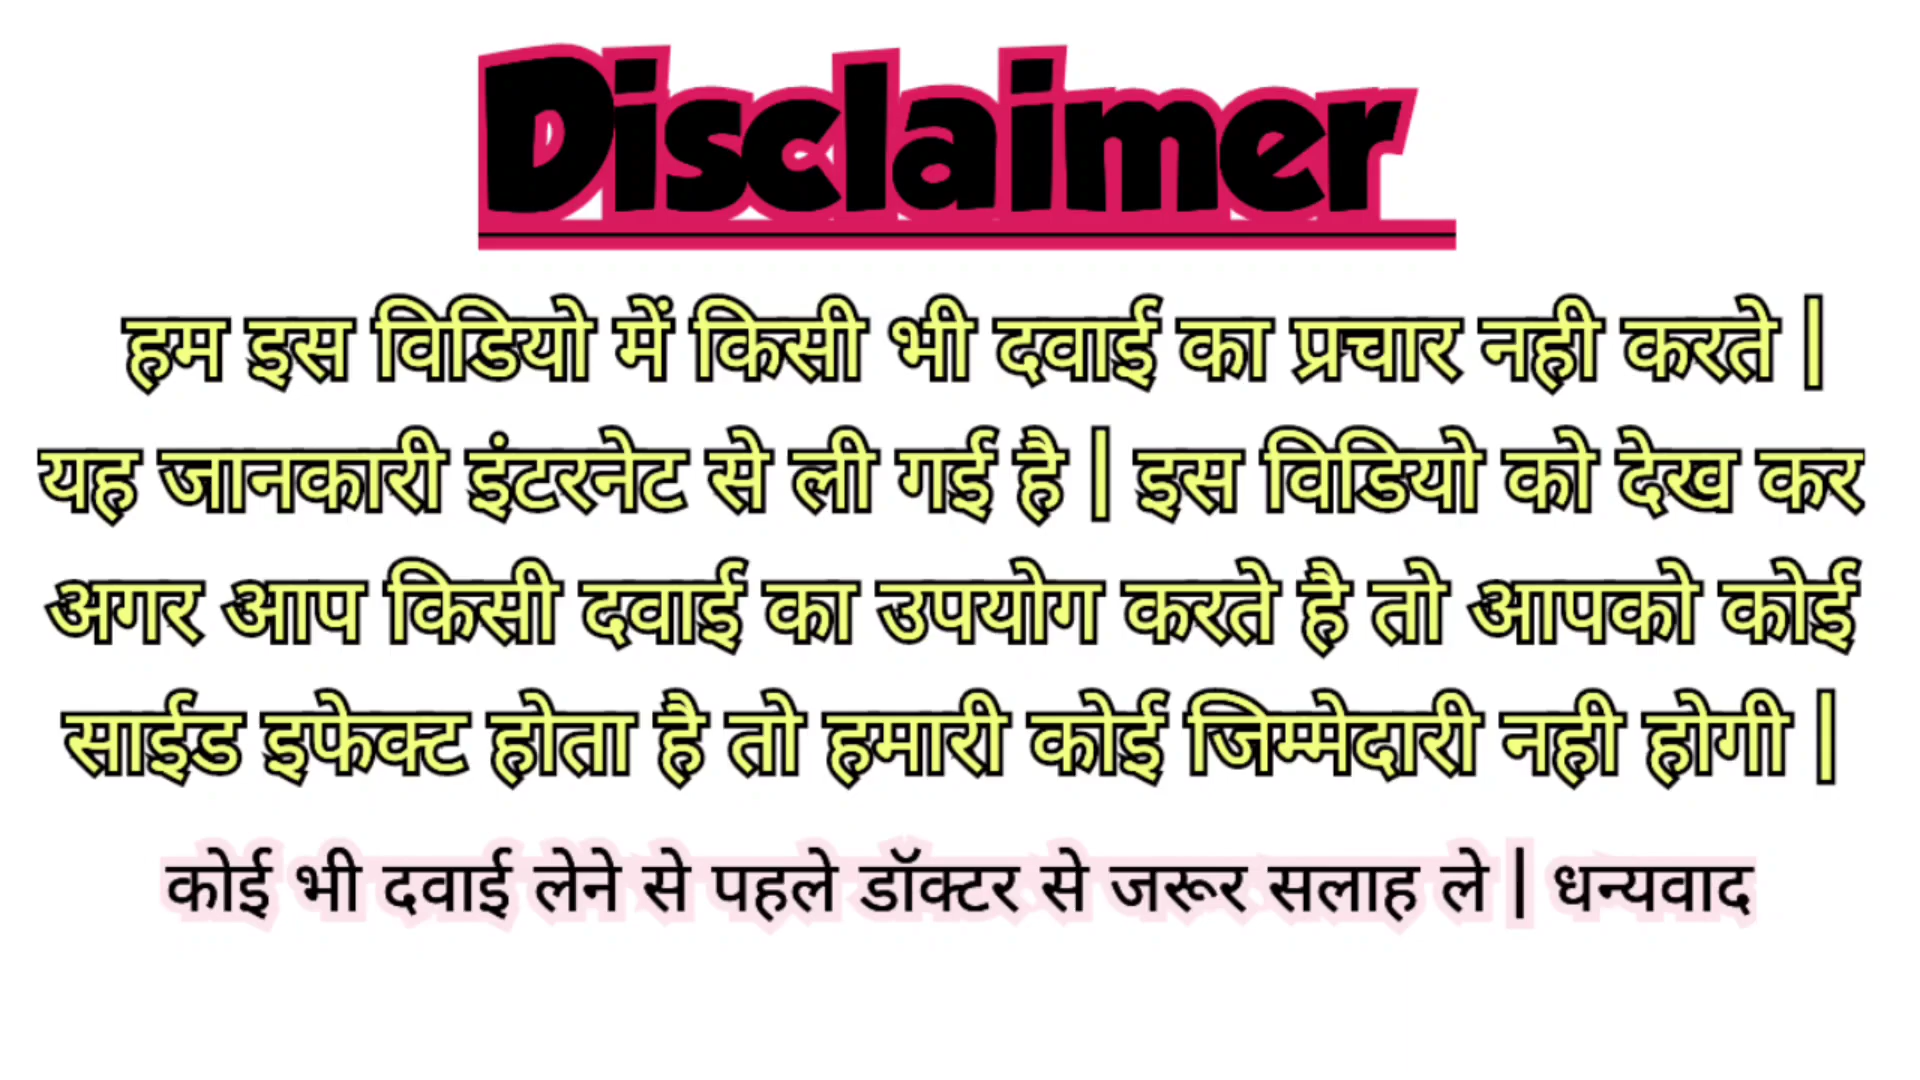 Disclaimer
हम इस विडियो में किसी भी दवाई का प्रचार नही करते |
यह जानकारी इंटरनेट से ली गई है | इस विडियो को देख कर
अगर आप किसी दवाई का उपयोग करते है तो आपको कोई
साईड इफेक्ट होता है तो हमारी कोई जिम्मेदारी नही होगी |
कोई भी दवाई लेने से पहले डॉक्टर से जरूर सलाह ले | धन्यवाद